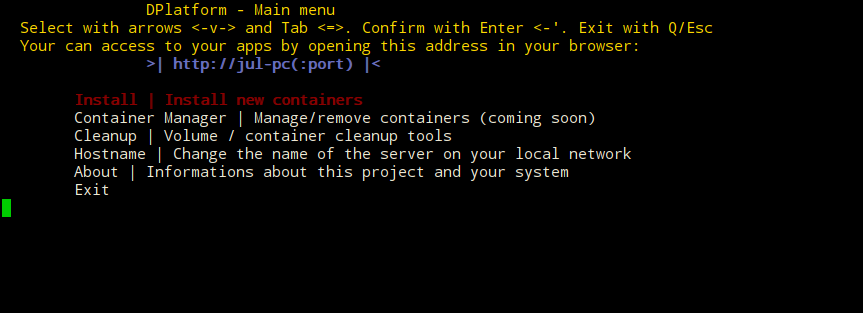 DPlatform - Main menu
Select with arrows <-v-> and Tab <=>. Confirm with Enter <-'. Exit with Q/Esc
Your can access to your apps by opening this address in your browser:
>| http://jul-pc(:port) |<
Install | Install new containers
Container Manager | Manage/remove containers (coming soon)
Cleanup | Volume / container cleanup tools
Hostname | Change the name of the server on your local network
About | Informations about this project and your system
Exit